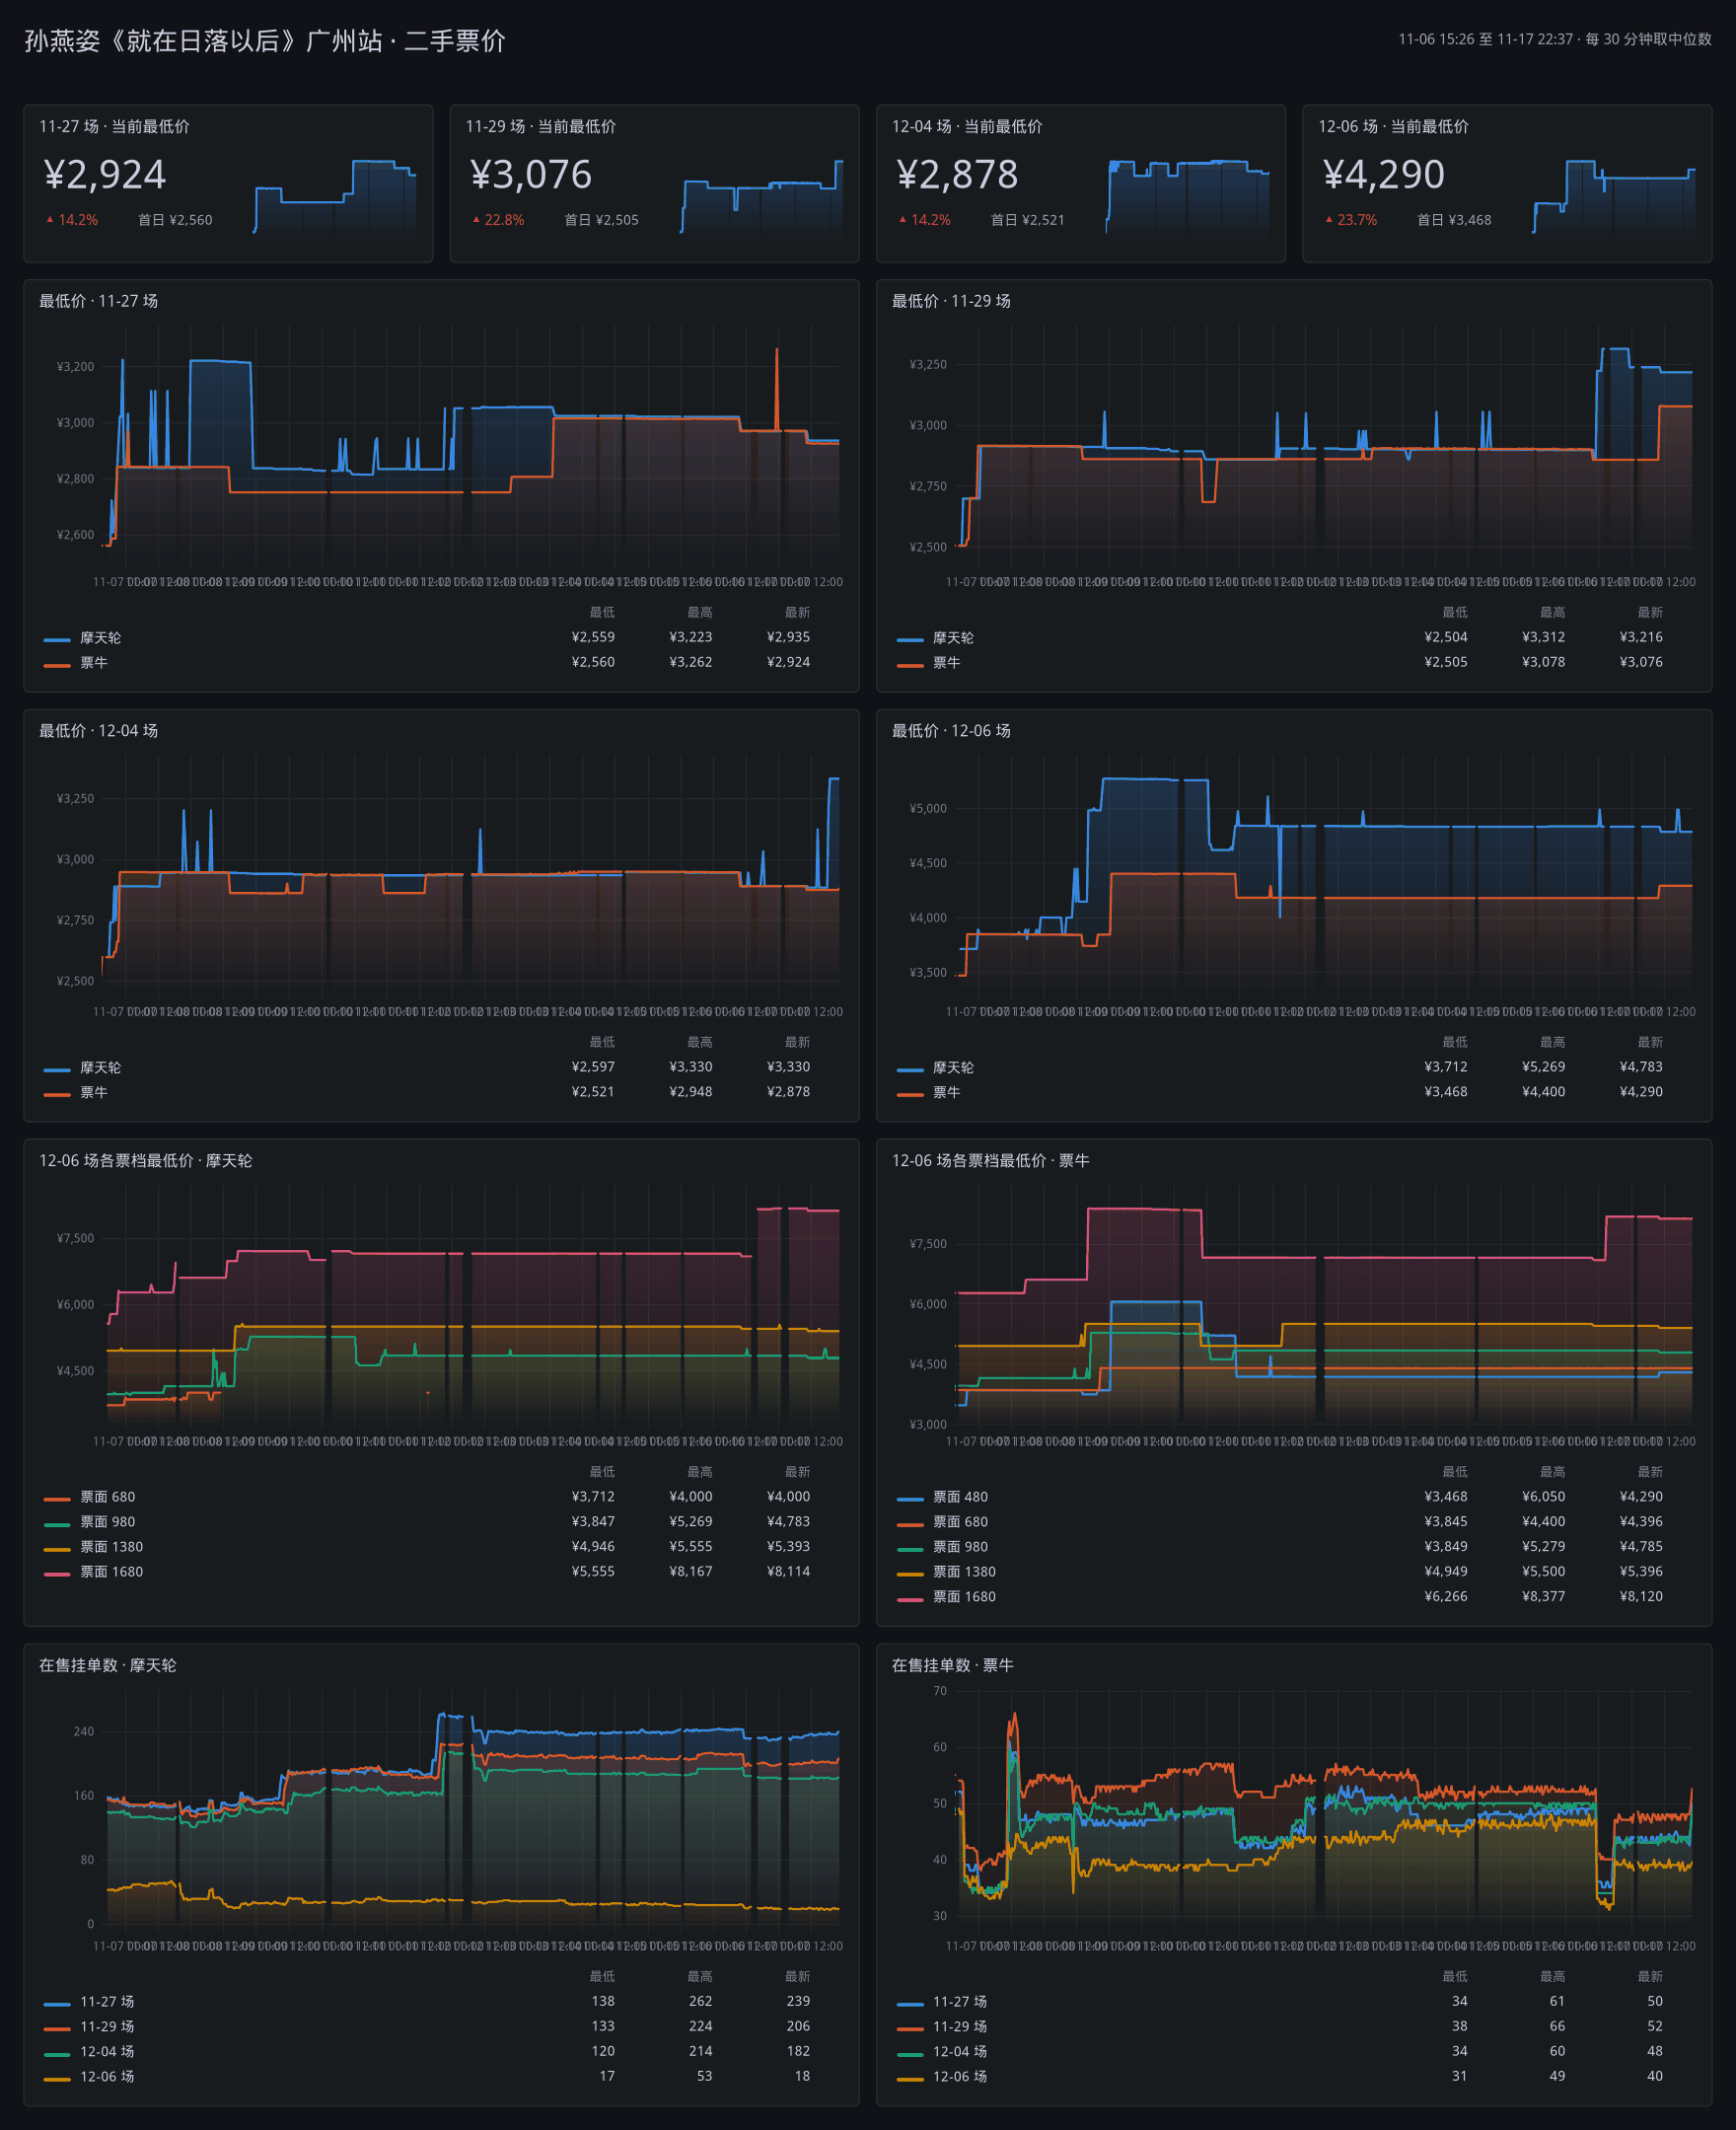 孙燕姿《就在日落以后》广州站 · 二手票价
11-06 15:26 至 11-17 22:37 · 每 30 分钟取中位数
11-27 场 · 当前最低价
¥2,924
14.2% 首日 ¥2,560
11-29 场 · 当前最低价
¥3,076
22.8% 首日 ¥2,505
12-04 场 · 当前最低价
¥2,878
14.2% 首日 ¥2,521
12-06 场 · 当前最低价
¥4,290
23.7% 首日 ¥3,468
最低价 · 11-27 场
¥3,200
¥3,000
¥2,800
¥2,600
最低 最高 最新
摩天轮 ¥2,559 ¥3,223 ¥2,935
票牛 ¥2,560 ¥3,262 ¥2,924
最低价 · 11-29 场
¥3,250
¥3,000
¥2,750
¥2,500
最低 最高 最新
摩天轮 ¥2,504 ¥3,312 ¥3,216
票牛 ¥2,505 ¥3,078 ¥3,076
最低价 · 12-04 场
¥3,250
¥3,000
¥2,750
¥2,500
最低 最高 最新
摩天轮 ¥2,597 ¥3,330 ¥3,330
票牛 ¥2,521 ¥2,948 ¥2,878
最低价 · 12-06 场
¥5,000
¥4,500
¥4,000
¥3,500
最低 最高 最新
摩天轮 ¥3,712 ¥5,269 ¥4,783
票牛 ¥3,468 ¥4,400 ¥4,290
12-06 场各票档最低价 · 摩天轮
¥7,500
¥6,000
¥4,500
最低 最高 最新
票面 680 ¥3,712 ¥4,000 ¥4,000
票面 980 ¥3,847 ¥5,269 ¥4,783
票面 1380 ¥4,946 ¥5,555 ¥5,393
票面 1680 ¥5,555 ¥8,167 ¥8,114
12-06 场各票档最低价 · 票牛
¥7,500
¥6,000
¥4,500
¥3,000
最低 最高 最新
票面 480 ¥3,468 ¥6,050 ¥4,290
票面 680 ¥3,845 ¥4,400 ¥4,396
票面 980 ¥3,849 ¥5,279 ¥4,785
票面 1380 ¥4,949 ¥5,500 ¥5,396
票面 1680 ¥6,266 ¥8,377 ¥8,120
在售挂单数 · 摩天轮
240
160
80
0
最低 最高 最新
11-27 场 138 262 239
11-29 场 133 224 206
12-04 场 120 214 182
12-06 场 17 53 18
在售挂单数 · 票牛
70
60
50
40
30
最低 最高 最新
11-27 场 34 61 50
11-29 场 38 66 52
12-04 场 34 60 48
12-06 场 31 49 40